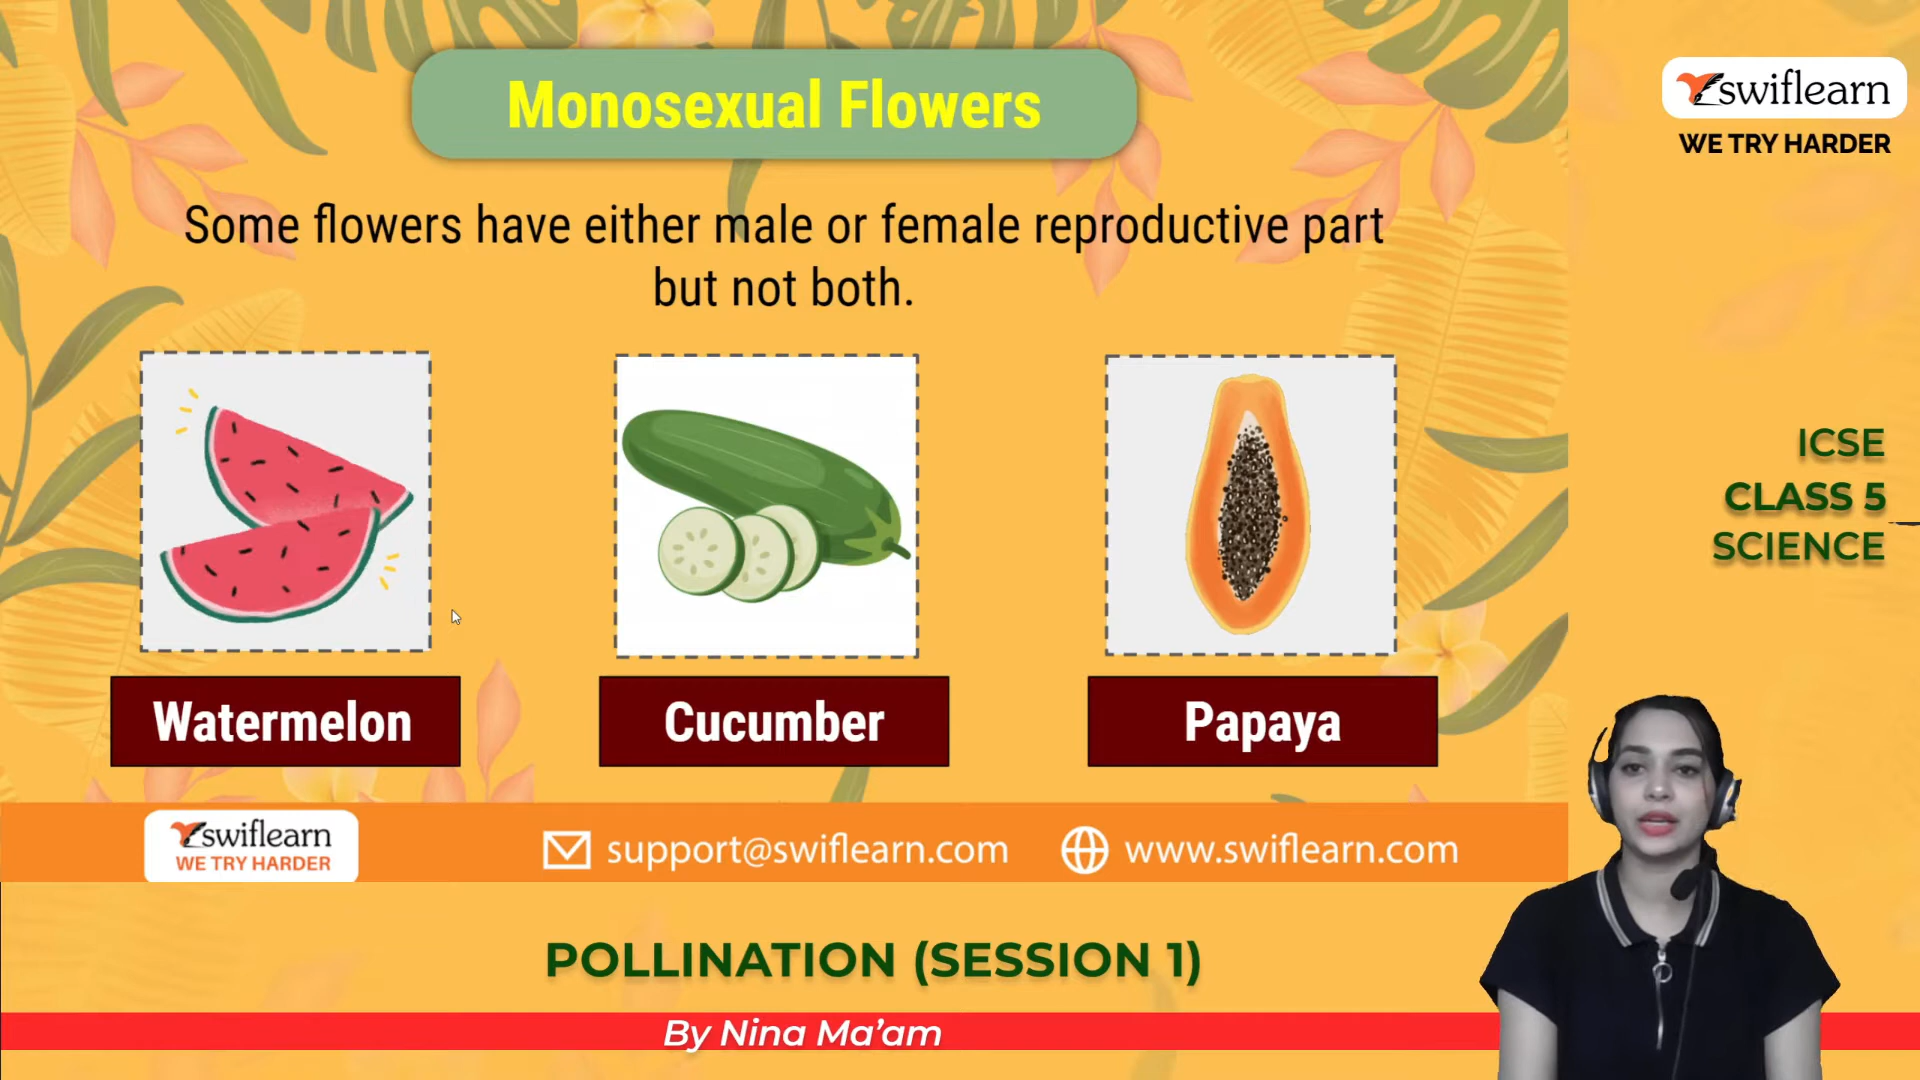 Monosexual Flowers
swiflearn
WE TRY HARDER
Some flowers have either male or female reproductive part
but not both.
ICSE
CLASS 5
SCIENCE
Watermelon
Cucumber
Papaya
swiflearn
WE TRY HARDER
support@swiflearn.com
www.swiflearn.com
POLLINATION (SESSION 1)
By Nina Ma'am